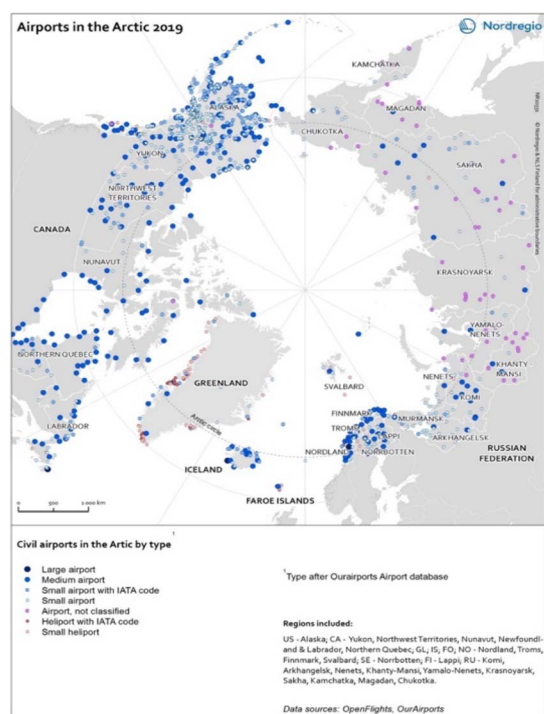 Airports in the Arctic 2019
Nordregio
KAMCHATKA
MAGADAN
ALASKA
CHUKOTKA
© Nordregio & NLS Finland for administrative boundaries
YUKON
SAKHA
NORTHWEST
TERRITORIES
CANADA
NUNAVUT
KRASNOYARSK
YAMALO-
NENETS
NORTHERN QUEBEC
KHANTY
MANSI
GREENLAND
SVALBARD
NENETS
KOMI
FINNMARK
MURMANSK
LABRADOR
Arctic circle
TROMS
LAPPI
ARKHANGELSK
NORDLAND
NORRBOTTEN
RUSSIAN
FEDERATION
ICELAND
FAROE ISLANDS
0 500 1 000 km
Civil airports in the Artic by type 1
Large airport
Medium airport
Small airport with IATA code
Small airport
Airport, not classified
Heliport with IATA code
Small heliport
1 Type after Ourairports Airport database
Regions included:
US - Alaska; CA - Yukon, Northwest Territories, Nunavut, Newfoundl-
and & Labrador, Northern Quebec; GL; IS; FO; NO - Nordland, Troms,
Finnmark, Svalbard; SE - Norrbotten; FI - Lappi; RU - Komi,
Arkhangelsk, Nenets, Khanty-Mansi, Yamalo-Nenets, Krasnoyarsk,
Sakha, Kamchatka, Magadan, Chukotka.
Data sources: OpenFlights, OurAirports